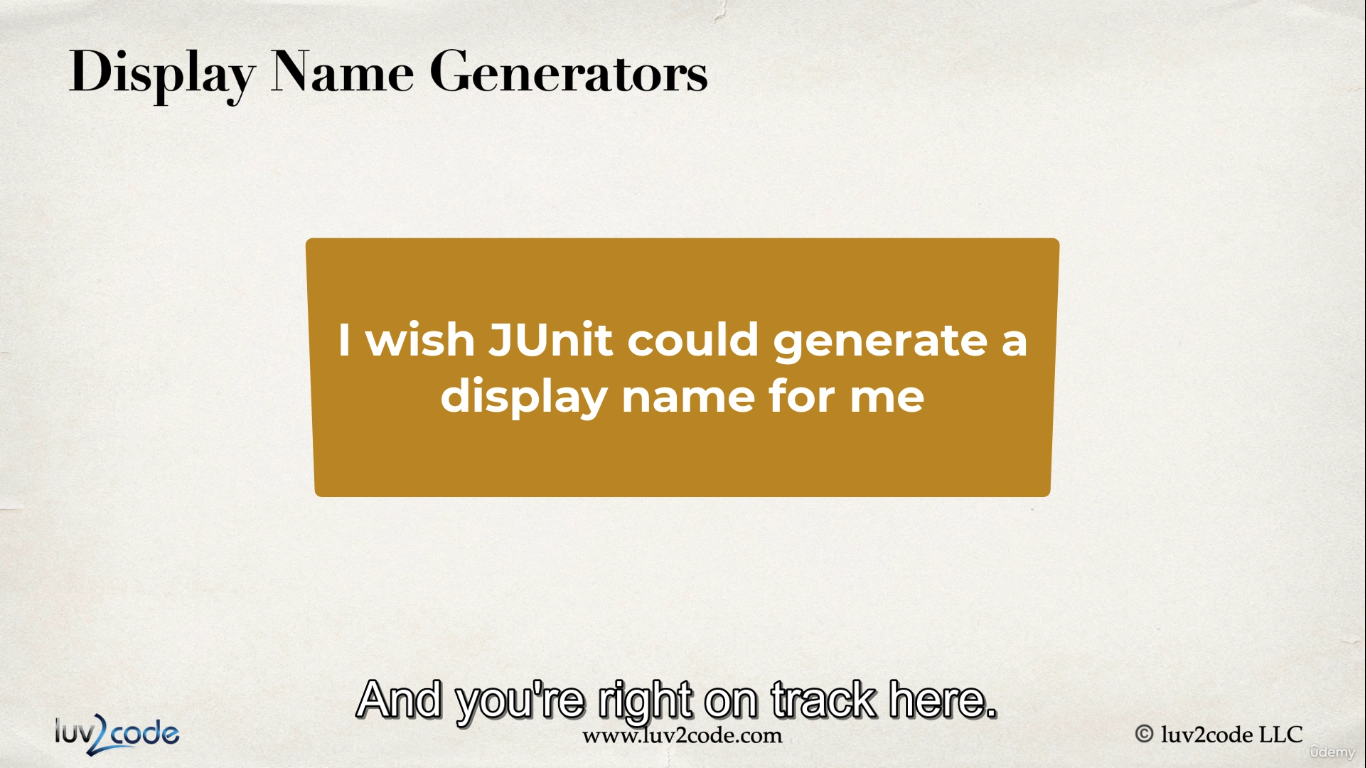 Display Name Generators
I wish JUnit could generate a
display name for me
And you're right on track here.
luv2code
www.luv2code.com
© luv2code LLC
ûdemy